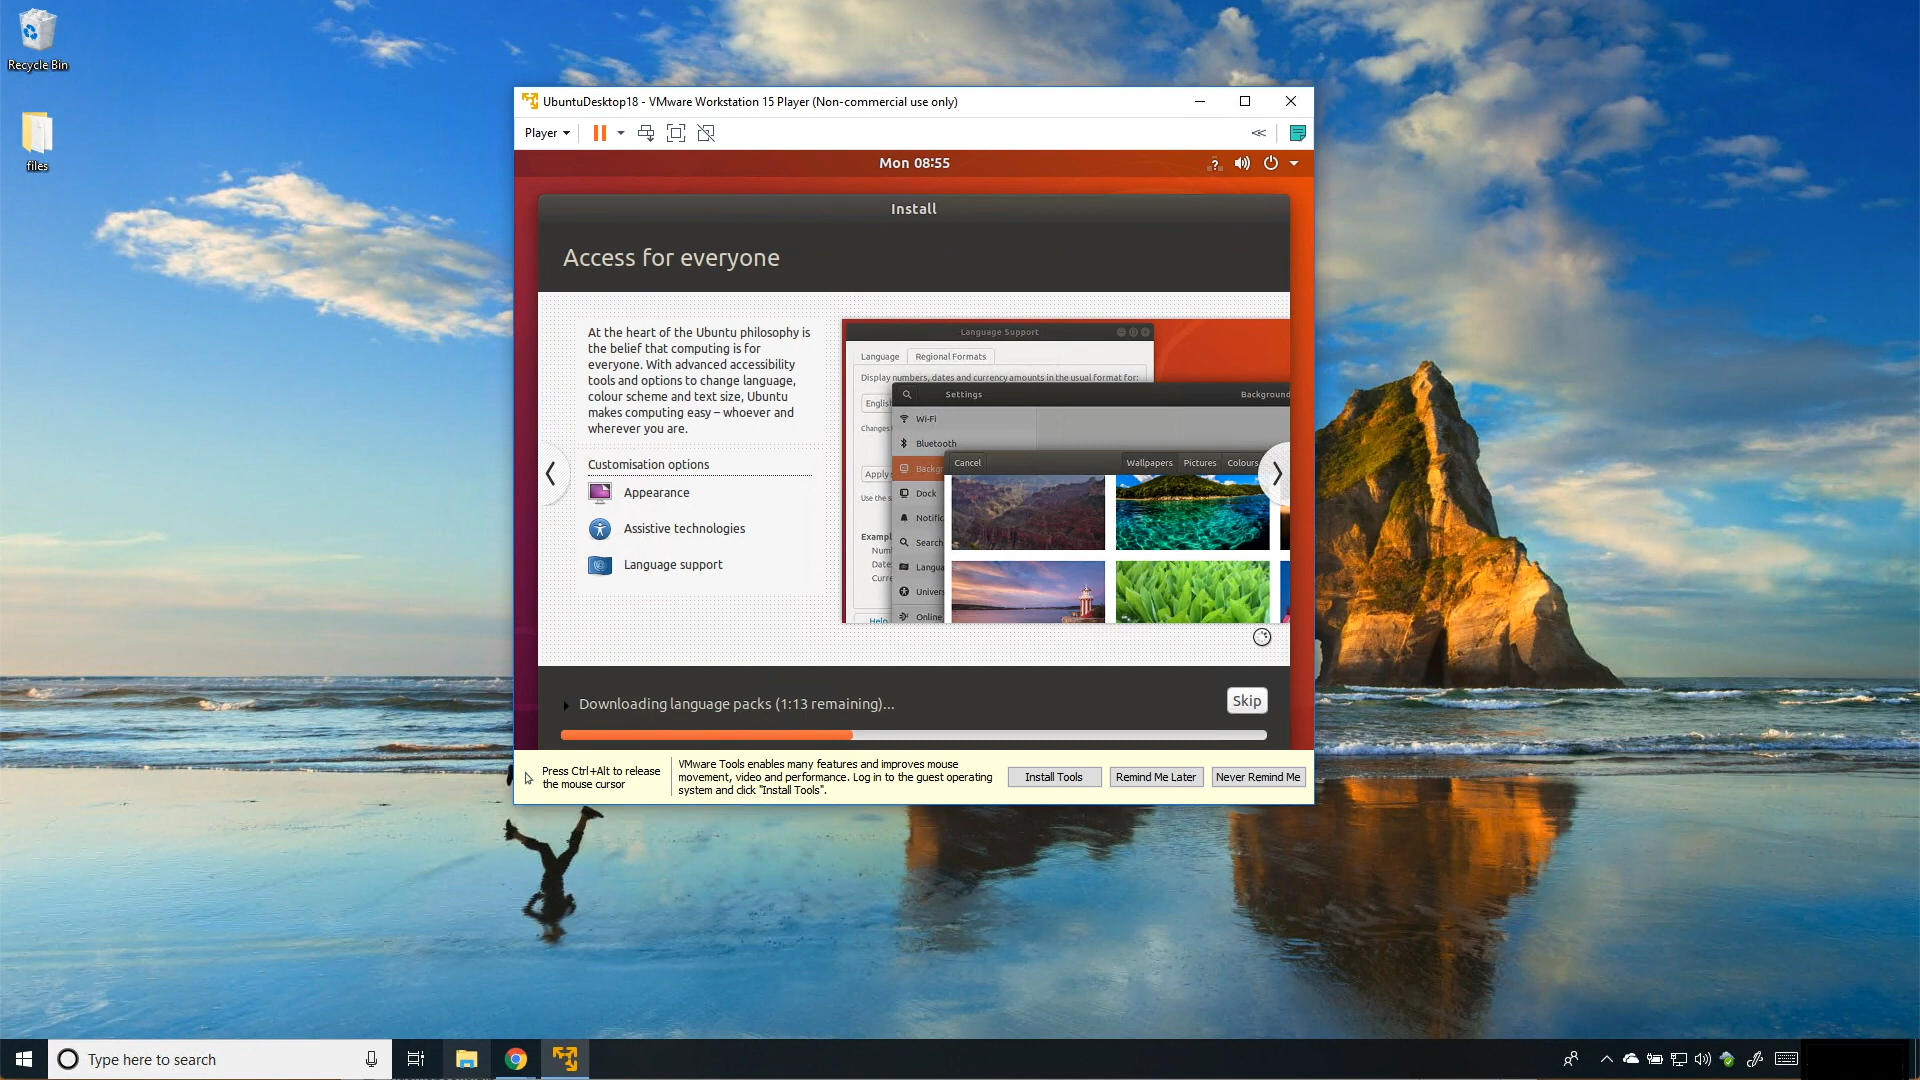 Recycle Bin
files
UbuntuDesktop18 - VMware Workstation 15 Player (Non-commercial use only)
Player
Mon 08:55
Install
Access for everyone
At the heart of the Ubuntu philosophy is
the belief that computing is for
everyone. With advanced accessibility
tools and options to change language,
colour scheme and text size, Ubuntu
makes computing easy – whoever and
wherever you are.
Customisation options
Appearance
Assistive technologies
Language support
Language Support
Language
Regional Formats
Display numbers, dates and currency amounts in the usual format for:
Settings
Background
Wi-Fi
Bluetooth
Dock
Search
Cancel
Wallpapers
Pictures
Colours
Use the s
Help
Online
Downloading language packs (1:13 remaining)...
Skip
Press Ctrl+Alt to release
the mouse cursor
VMware Tools enables many features and improves mouse
movement, video and performance. Log in to the guest operating
system and click "Install Tools".
Install Tools
Remind Me Later
Never Remind Me
Type here to search